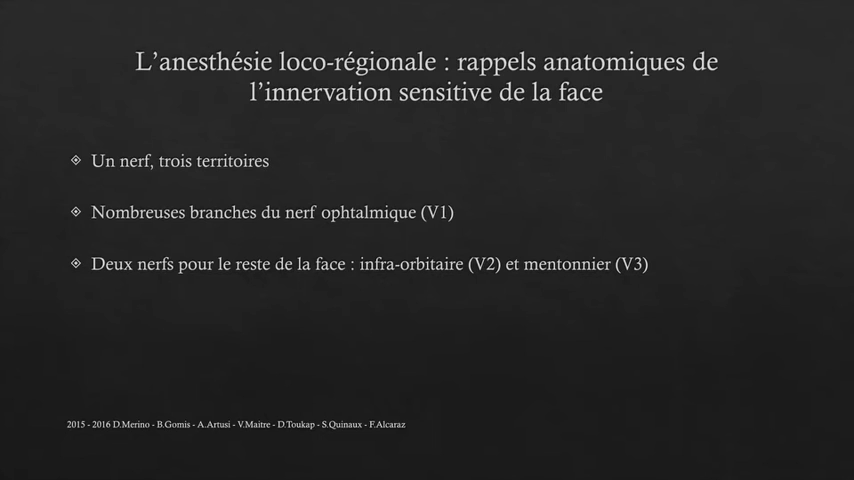 L’anesthésie loco-régionale : rappels anatomiques de
l’innervation sensitive de la face
Un nerf, trois territoires
Nombreuses branches du nerf ophtalmique (V1)
Deux nerfs pour le reste de la face : infra-orbitaire (V2) et mentonnier (V3)
2015 - 2016 D.Merino - B.Gomis - A.Artusi - V.Maitre - D.Toukap - S.Quinaux - F.Alcaraz